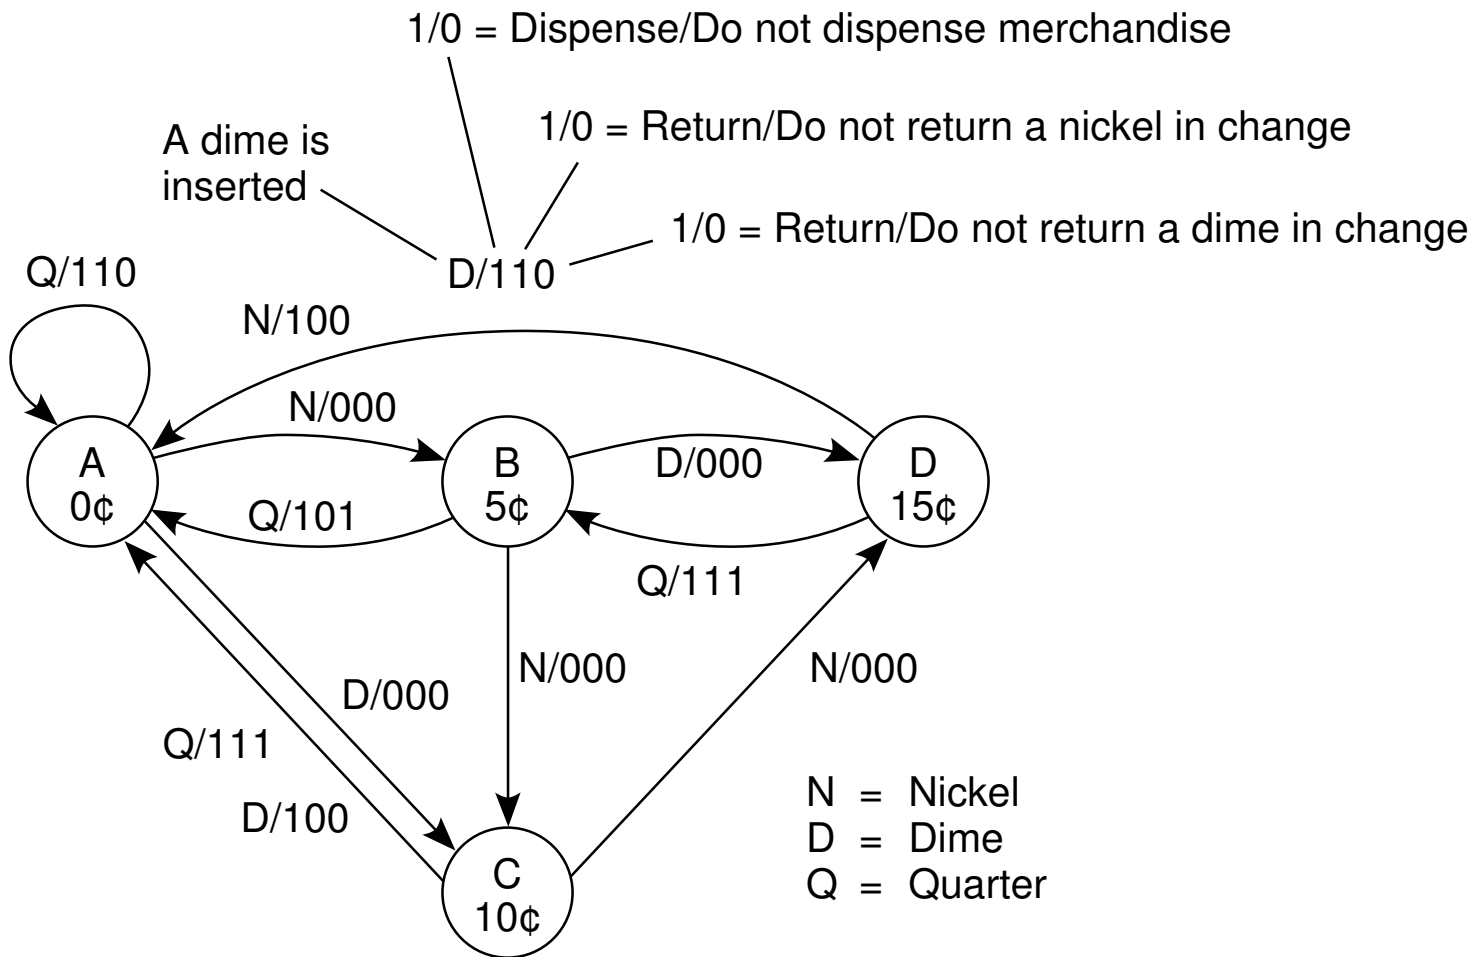 1/0 = Dispense/Do not dispense merchandise
1/0 = Return/Do not return a nickel in change
A dime is
inserted
1/0 = Return/Do not return a dime in change
D/110
Q/110
N/100
N/000
A
0¢
B
5¢
D/000
D
15¢
Q/101
Q/111
N/000
N/000
D/000
Q/111
D/100
C
10¢
N = Nickel
D = Dime
Q = Quarter